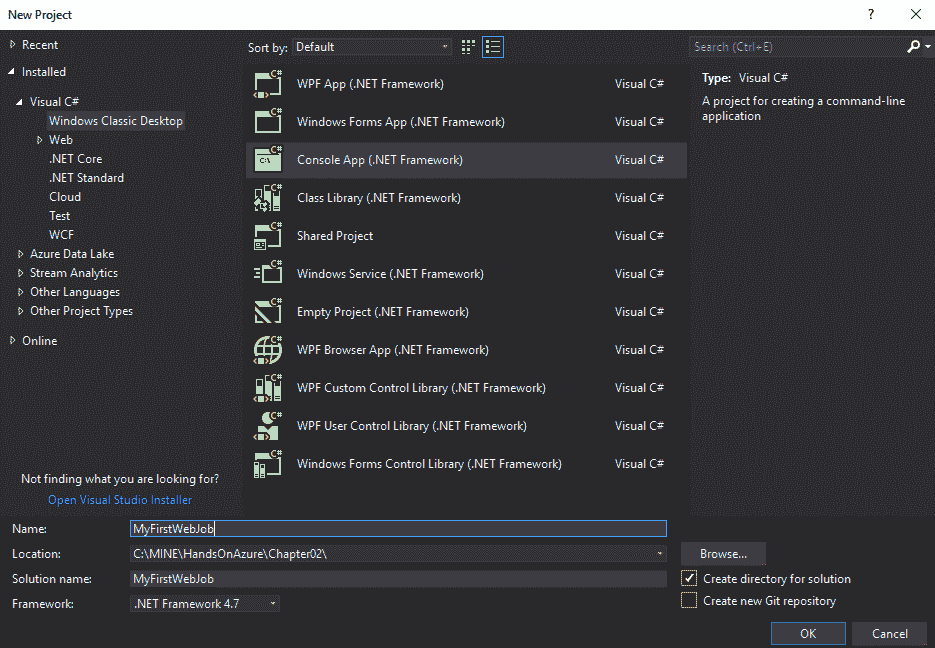 New Project
?
Recent
Installed
Visual C#
Windows Classic Desktop
Web
.NET Core
.NET Standard
Cloud
Test
WCF
Azure Data Lake
Stream Analytics
Other Languages
Other Project Types
Online
Not finding what you are looking for?
Open Visual Studio Installer
Sort by: Default
Search (Ctrl+E)
C# WPF App (.NET Framework) Visual C#
C# Windows Forms App (.NET Framework) Visual C#
C# C:\ Console App (.NET Framework) Visual C#
C# Class Library (.NET Framework) Visual C#
C# Shared Project Visual C#
C# Windows Service (.NET Framework) Visual C#
C# Empty Project (.NET Framework) Visual C#
C# WPF Browser App (.NET Framework) Visual C#
C# WPF Custom Control Library (.NET Framework) Visual C#
C# WPF User Control Library (.NET Framework) Visual C#
C# Windows Forms Control Library (.NET Framework) Visual C#
Type: Visual C#
A project for creating a command-line
application
Name: MyFirstWebJob
Location: C:\MINE\HandsOnAzure\Chapter02\ Browse...
Solution name: MyFirstWebJob Create directory for solution
Framework: .NET Framework 4.7 Create new Git repository
OK Cancel